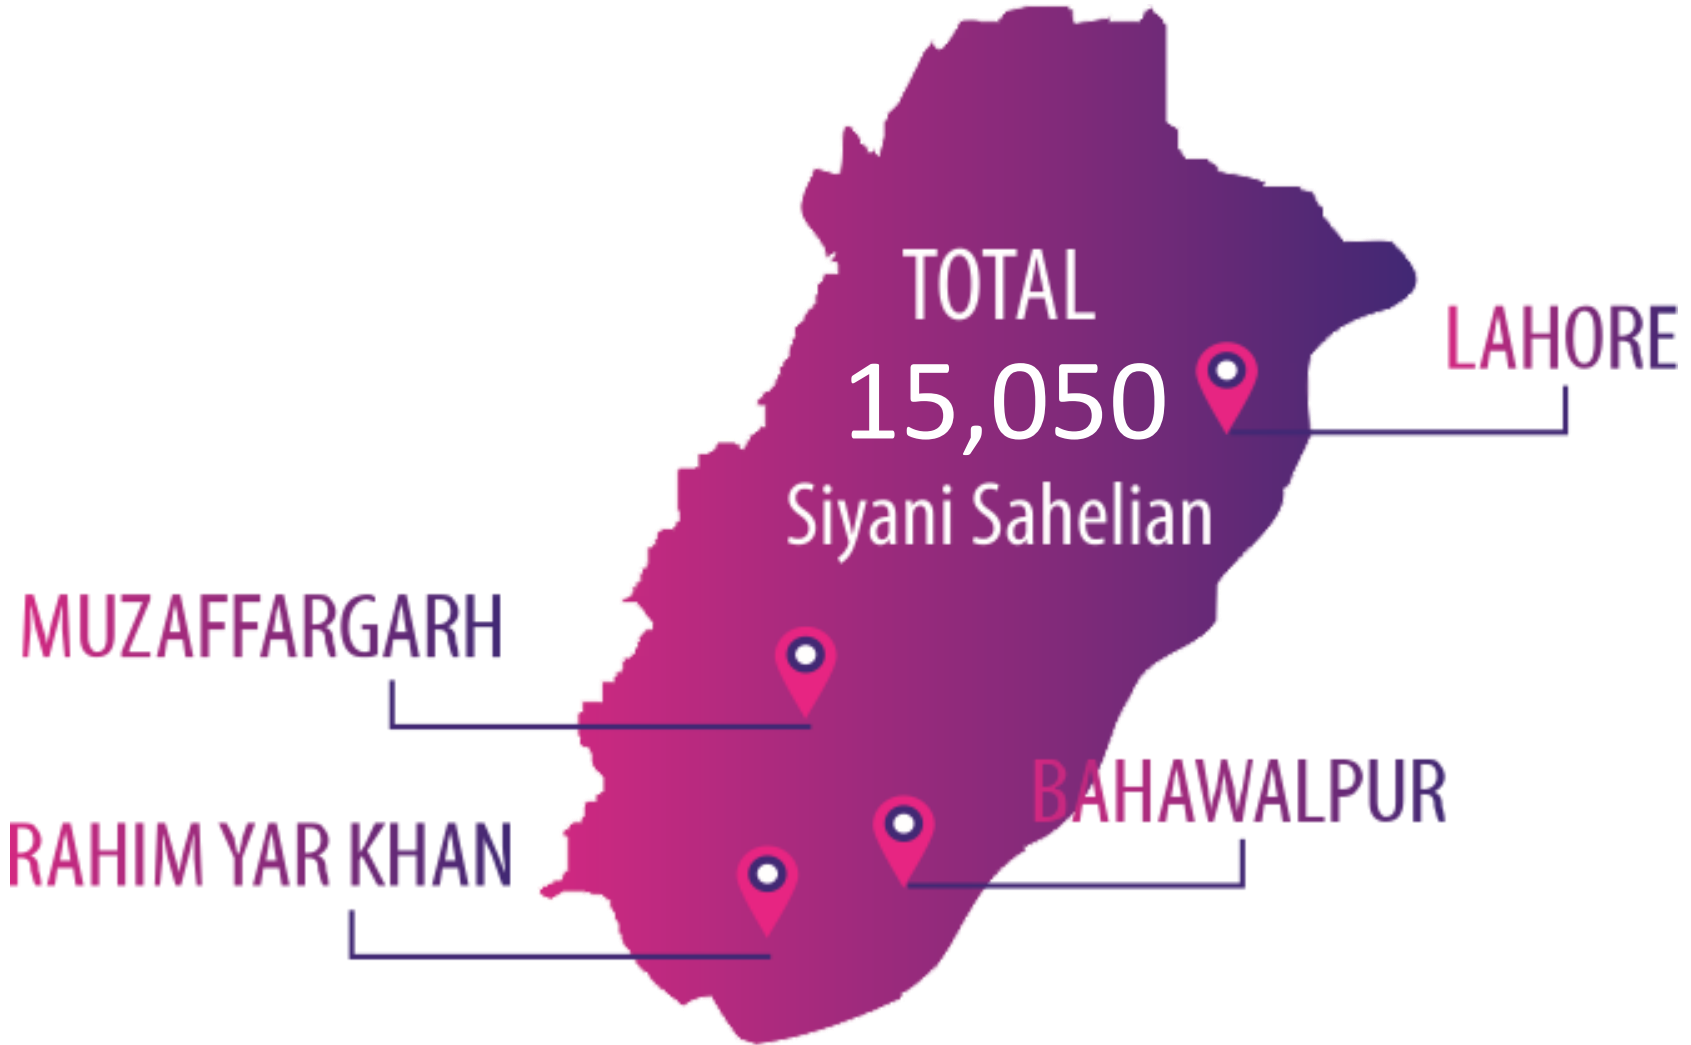 TOTAL
15,050
Siyani Sahelian
LAHORE
MUZAFFARGARH
BAHAWALPUR
RAHIM YAR KHAN